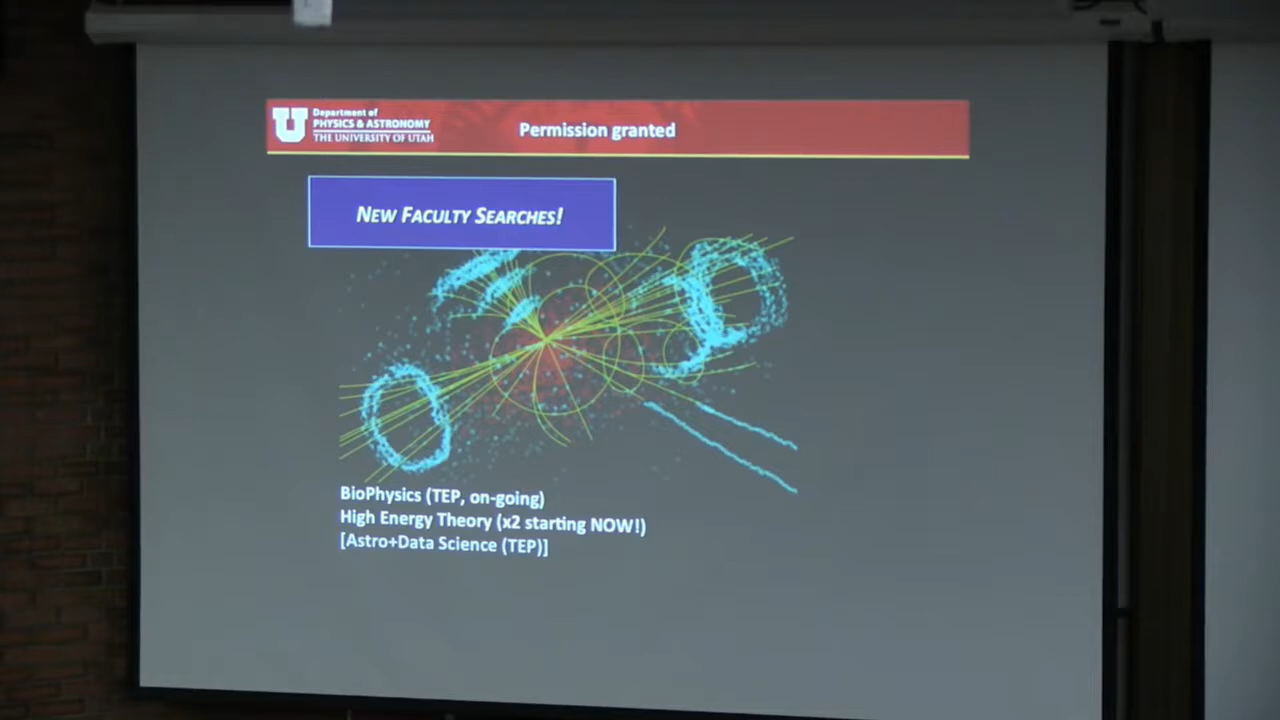 Department of
PHYSICS & ASTRONOMY
THE UNIVERSITY OF UTAH
Permission granted
NEW FACULTY SEARCHES!
BioPhysics (TEP, on-going)
High Energy Theory (x2 starting NOW!)
[Astro+Data Science (TEP)]